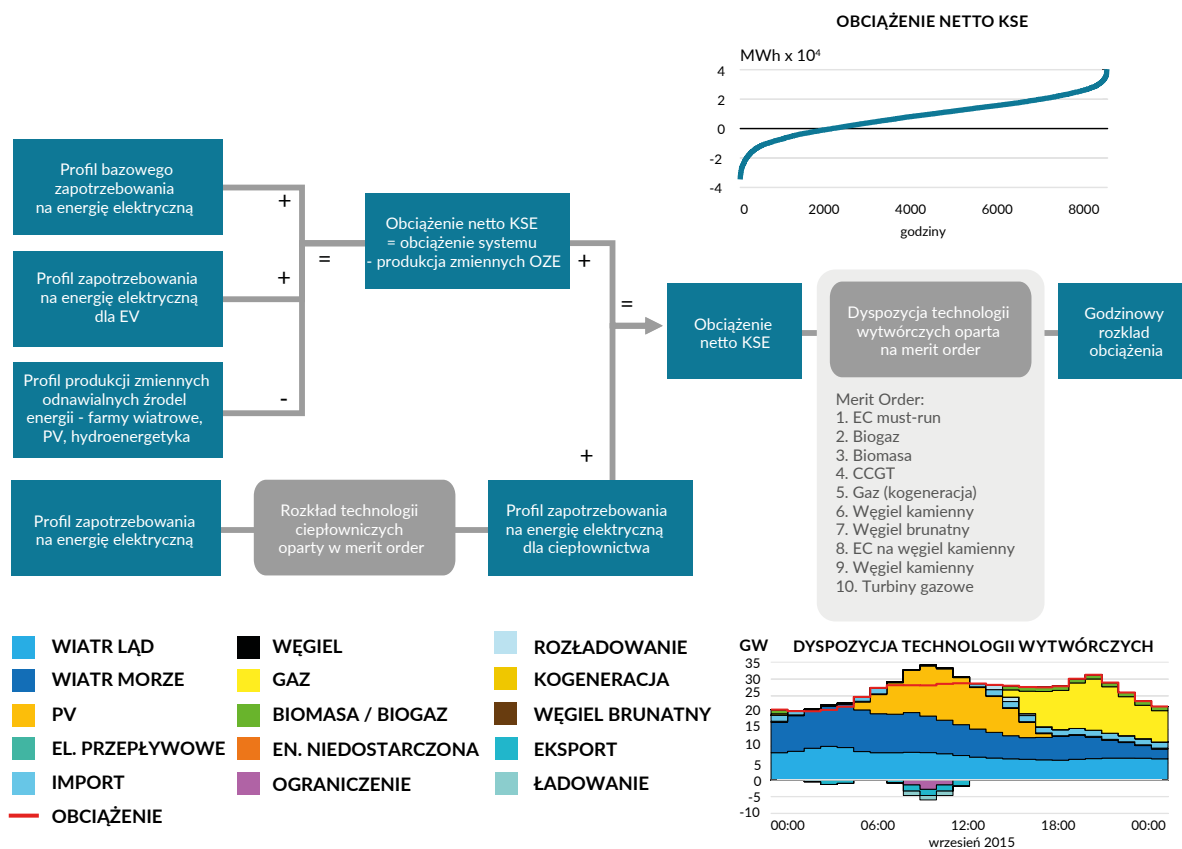 OBCIĄŻENIE NETTO KSE
MWh x 10⁴
4
2
0
-2
-4
0
2000
4000
6000
8000
godziny
Profil bazowego
zapotrzebowania
na energię elektryczną
+
Profil zapotrzebowania
na energię elektryczną
dla EV
+
Profil produkcji zmiennych
odnawialnych źrodel
energii - farmy wiatrowe,
PV, hydroenergetyka
-
=
Obciążenie netto KSE
= obciążenie systemu
- produkcja zmiennych OZE
+
=
+
Profil zapotrzebowania
na energię elektryczną
Rozkład technologii
ciepłowniczych
oparty w merit order
Profil zapotrzebowania
na energię elektryczną
dla ciepłownictwa
Obciążenie
netto KSE
Dyspozycja technologii
wytwórczych oparta
na merit order
Merit Order:
1. EC must-run
2. Biogaz
3. Biomasa
4. CCGT
5. Gaz (kogeneracja)
6. Węgiel kamienny
7. Węgiel brunatny
8. EC na węgiel kamienny
9. Węgiel kamienny
10. Turbiny gazowe
Godzinowy
rozklad
obciążenia
WIATR LĄD
WIATR MORZE
PV
EL. PRZEPŁYWOWE
IMPORT
OBCIĄŻENIE
WĘGIEL
GAZ
BIOMASA / BIOGAZ
EN. NIEDOSTARCZONA
OGRANICZENIE
ROZŁADOWANIE
KOGENERACJA
WĘGIEL BRUNATNY
EKSPORT
ŁADOWANIE
GW DYSPOZYCJA TECHNOLOGII WYTWÓRCZYCH
35
30
25
20
15
10
5
0
-5
-10
00:00
06:00
12:00
18:00
00:00
wrzesień 2015